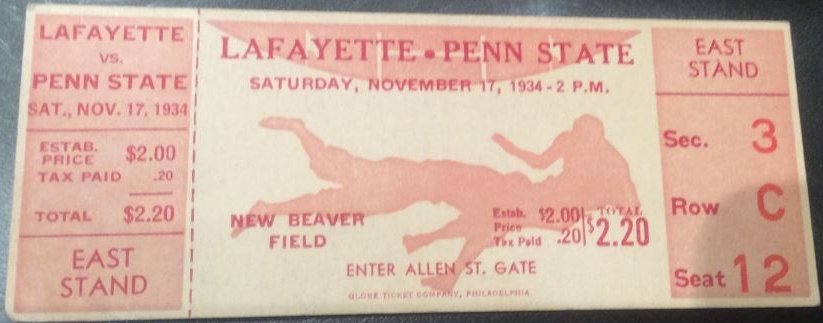 LAFAYETTE
VS.
PENN STATE
SAT., NOV. 17, 1934
ESTAB.
PRICE $2.00
TAX PAID .20
TOTAL $2.20
EAST
STAND
LAFAYETTE • PENN STATE
SATURDAY, NOVEMBER 17, 1934 - 2 P.M.
NEW BEAVER
FIELD
Estab. Price $2.00
Tax Paid .20
TOTAL
$2.20
ENTER ALLEN ST. GATE
GLOBE TICKET COMPANY, PHILADELPHIA
EAST
STAND
Sec. 3
Row C
Seat 12